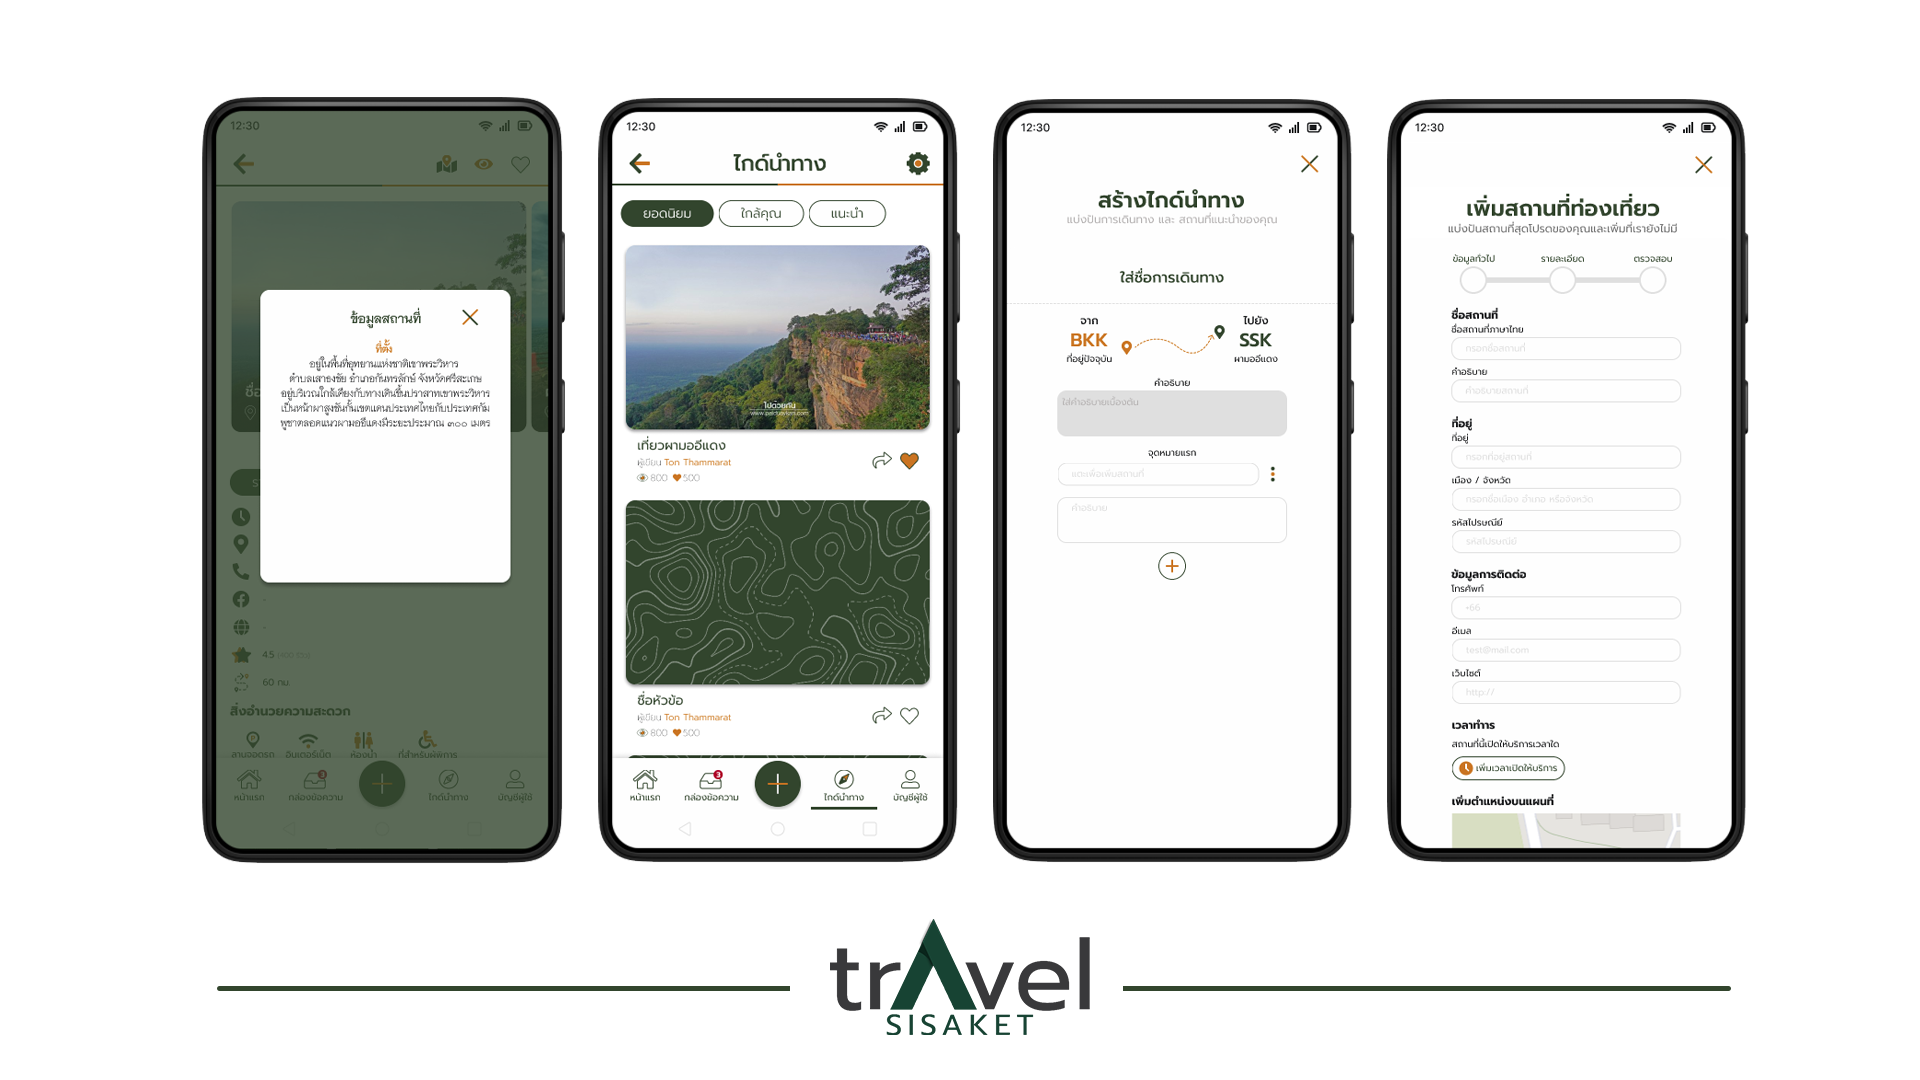 12:30
ข้อมูลสถานที่
ที่ตั้ง
อยู่ในพื้นที่อุทยานแห่งชาติเขาพระวิหาร
ตำบลเสาธงชัย อำเภอกันทรลักษ์ จังหวัดศรีสะเกษ
อยู่บริเวณใกล้เคียงกับทางเดินขึ้นปราสาทเขาพระวิหาร
เป็นหน้าผาสูงชันกั้นเขตแดนประเทศไทยกับประเทศกัม
พูชาตลอดแนวผามออีแดงมีระยะประมาณ ๓๐๐ เมตร
ชื่อ
-
-
4.5
60 กม.
สิ่งอำนวยความสะดวก
ลานจอดรถ อินเตอร์เน็ต ห้องน้ำ ที่สำหรับผู้พิการ
3
หน้าแรก กล่องข้อความ ไกด์นำทาง บัญชีผู้ใช้
12:30
ไกด์นำทาง
ยอดนิยม ใกล้คุณ แนะนำ
ไปด้วยกัน
www.paiduaykan.com
เที่ยวผามออีแดง
ผู้เขียน Ton Thammarat
800 500
ชื่อหัวข้อ
ผู้เขียน Ton Thammarat
800 500
3
หน้าแรก กล่องข้อความ ไกด์นำทาง บัญชีผู้ใช้
12:30
สร้างไกด์นำทาง
แบ่งปันการเดินทาง และ สถานที่แนะนำของคุณ
ใส่ชื่อการเดินทาง
จาก ไปยัง
BKK SSK
ที่อยู่ปัจจุบัน ผามออีแดง
คำอธิบาย
ใส่คำอธิบายเบื้องต้น
จุดหมายแรก
แตะเพื่อเพิ่มสถานที่
คำอธิบาย
12:30
เพิ่มสถานที่ท่องเที่ยว
แบ่งปันสถานที่สุดโปรดของคุณและเพิ่มที่เรายังไม่มี
ข้อมูลทั่วไป รายละเอียด ตรวจสอบ
ชื่อสถานที่
ชื่อสถานที่ภาษาไทย
กรอกชื่อสถานที่
คำอธิบาย
คำอธิบายสถานที่
ที่อยู่
ที่อยู่
กรอกที่อยู่สถานที่
เมือง / จังหวัด
กรอกชื่อเมือง อำเภอ หรือจังหวัด
รหัสไปรษณีย์
รหัสไปรษณีย์
ข้อมูลการติดต่อ
โทรศัพท์
+66
อีเมล
test@mail.com
เว็บไซต์
http://
เวลาทำาร
สถานที่นี้เปิดให้บริการเวลาใด
เพิ่มเวลาเปิดให้บริการ
เพิ่มตำแหน่งบนแผนที่
travel
SISAKET